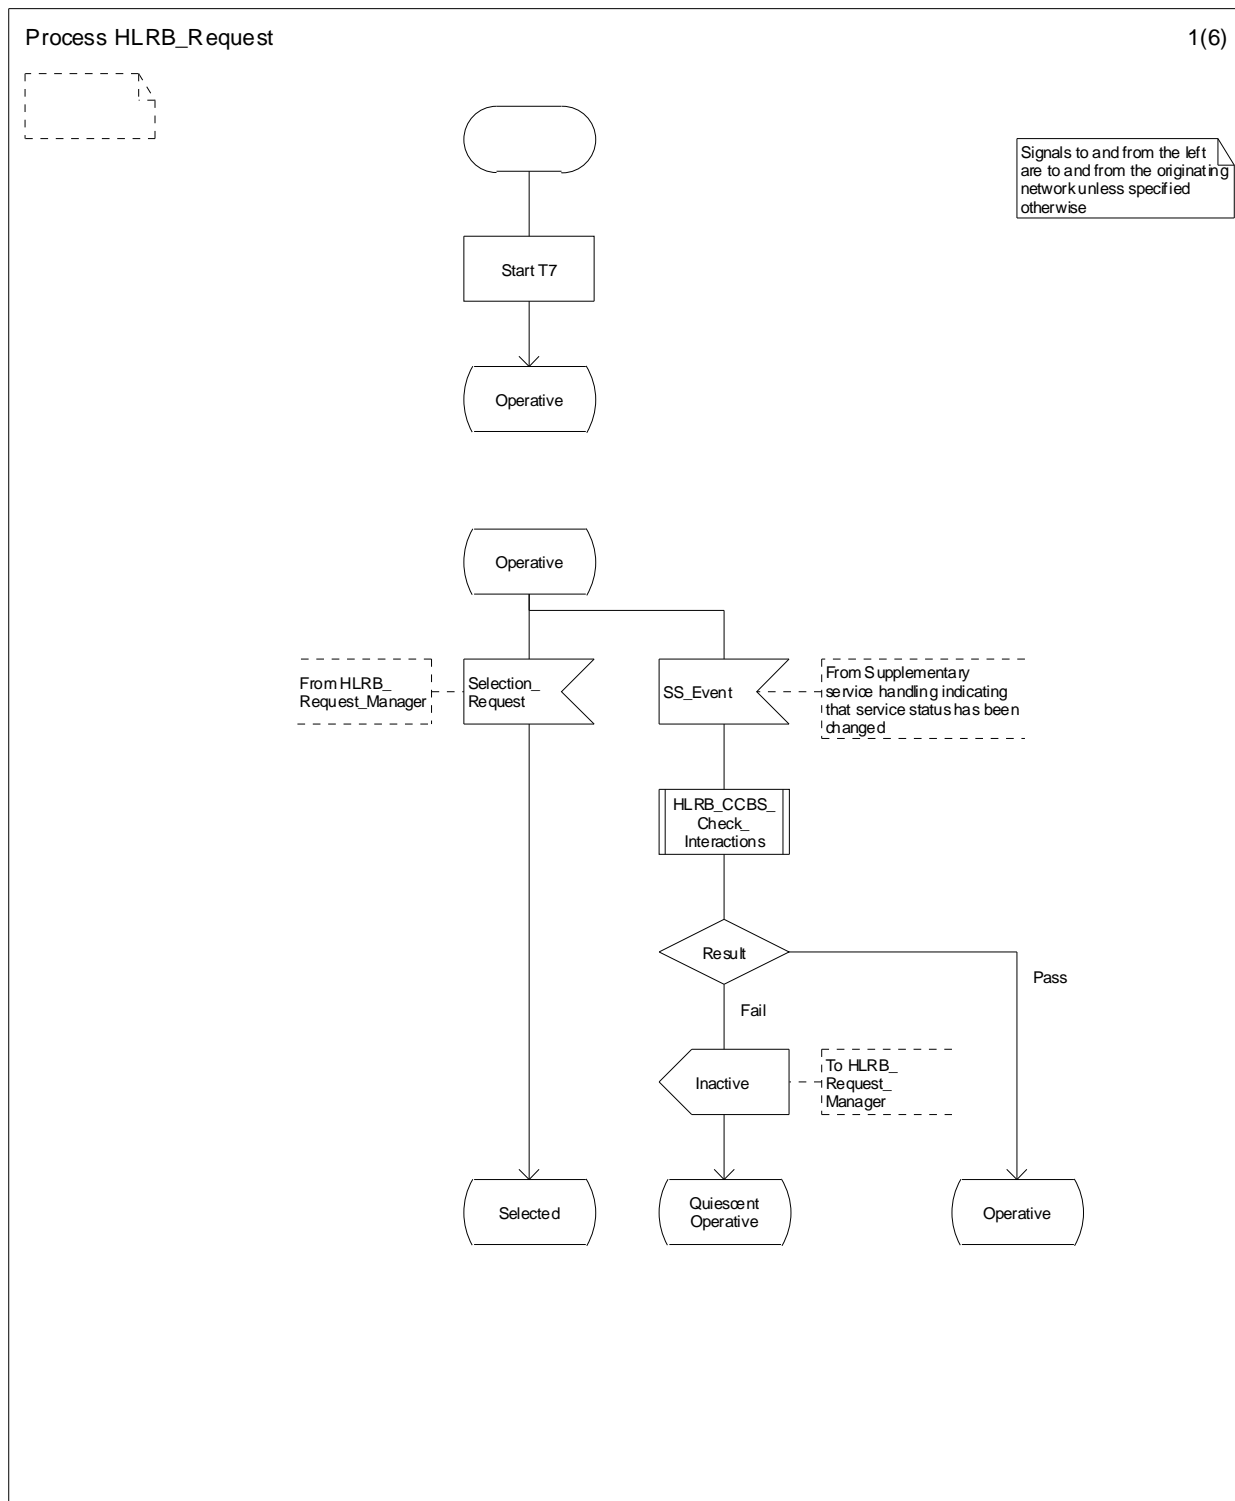 Process HLRB_Request
1(6)
Signals to and from the left
are to and from the originating
network unless specified
otherwise
Start T7
Operative
Operative
From HLRB_
Request_Manager
Selection_
Request
SS_Event
From Supplementary
service handling indicating
that service status has been
changed
HLRB_CCBS_
Check_
Interactions
Result
Pass
Fail
Inactive
To HLRB_
Request_
Manager
Selected
Quiescent
Operative
Operative